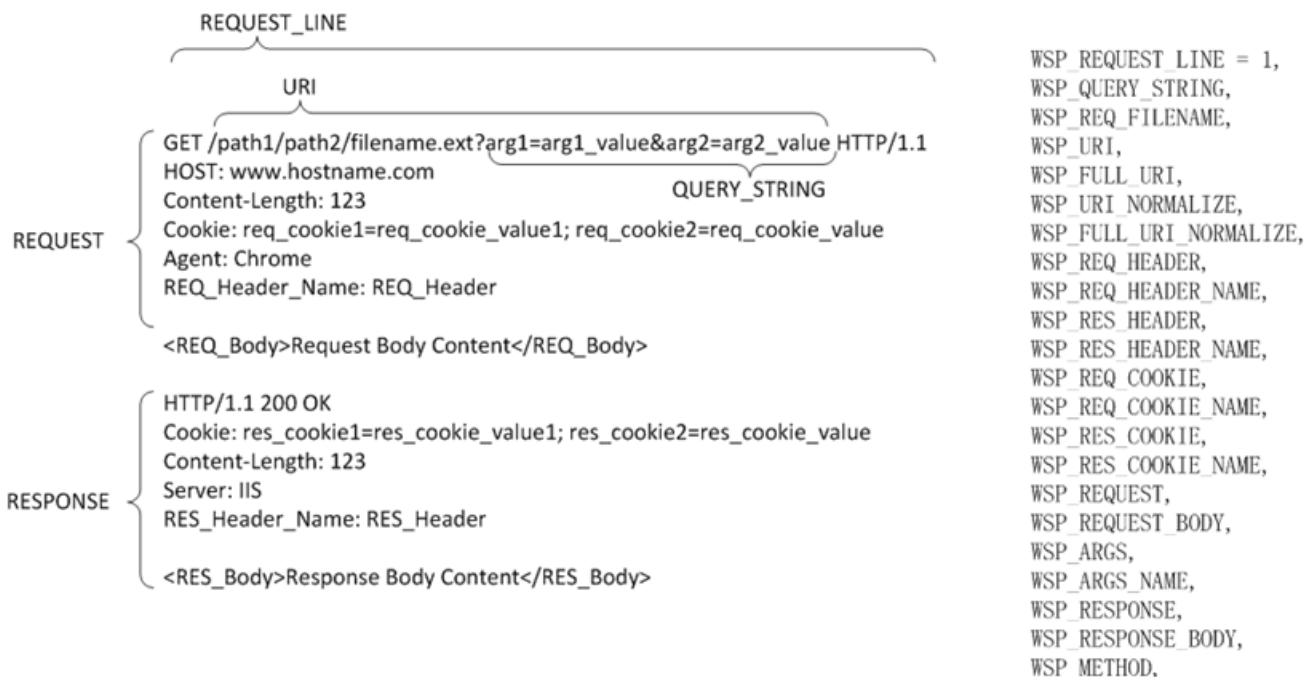 REQUEST_LINE
URI
GET /path1/path2/filename.ext?arg1=arg1_value&arg2=arg2_value HTTP/1.1
HOST: www.hostname.com
QUERY_STRING
Content-Length: 123
Cookie: req_cookie1=req_cookie_value1; req_cookie2=req_cookie_value
REQUEST
Agent: Chrome
REQ_Header_Name: REQ_Header
<REQ_Body>Request Body Content</REQ_Body>
HTTP/1.1 200 OK
Cookie: res_cookie1=res_cookie_value1; res_cookie2=res_cookie_value
Content-Length: 123
RESPONSE
Server: IIS
RES_Header_Name: RES_Header
<RES_Body>Response Body Content</RES_Body>
WSP_REQUEST_LINE = 1,
WSP_QUERY_STRING,
WSP_REQ_FILENAME,
WSP_URI,
WSP_FULL_URI,
WSP_URI_NORMALIZE,
WSP_FULL_URI_NORMALIZE,
WSP_REQ_HEADER,
WSP_REQ_HEADER_NAME,
WSP_RES_HEADER,
WSP_RES_HEADER_NAME,
WSP_REQ_COOKIE,
WSP_REQ_COOKIE_NAME,
WSP_RES_COOKIE,
WSP_RES_COOKIE_NAME,
WSP_REQUEST,
WSP_REQUEST_BODY,
WSP_ARGS,
WSP_ARGS_NAME,
WSP_RESPONSE,
WSP_RESPONSE_BODY,
WSP_METHOD,